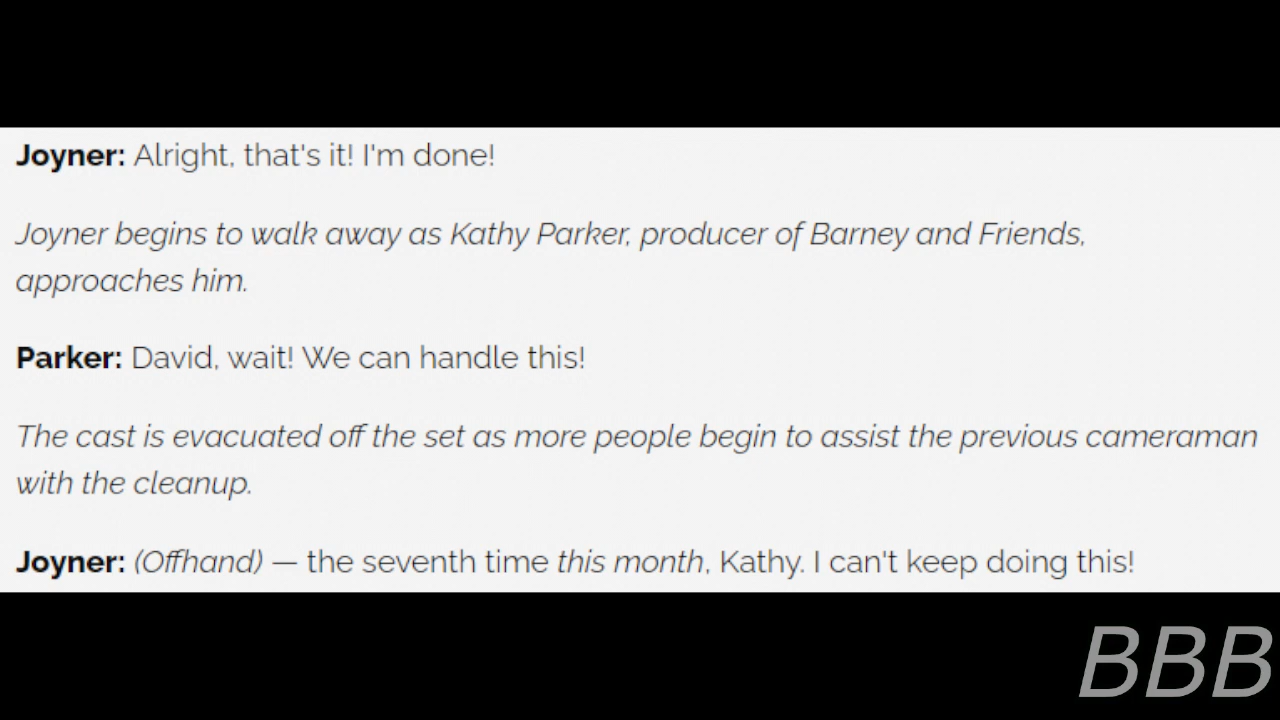 Joyner: Alright, that's it! I'm done!
Joyner begins to walk away as Kathy Parker, producer of Barney and Friends,
approaches him.
Parker: David, wait! We can handle this!
The cast is evacuated off the set as more people begin to assist the previous cameraman
with the cleanup.
Joyner: (Offhand) — the seventh time this month, Kathy. I can't keep doing this!
BBB